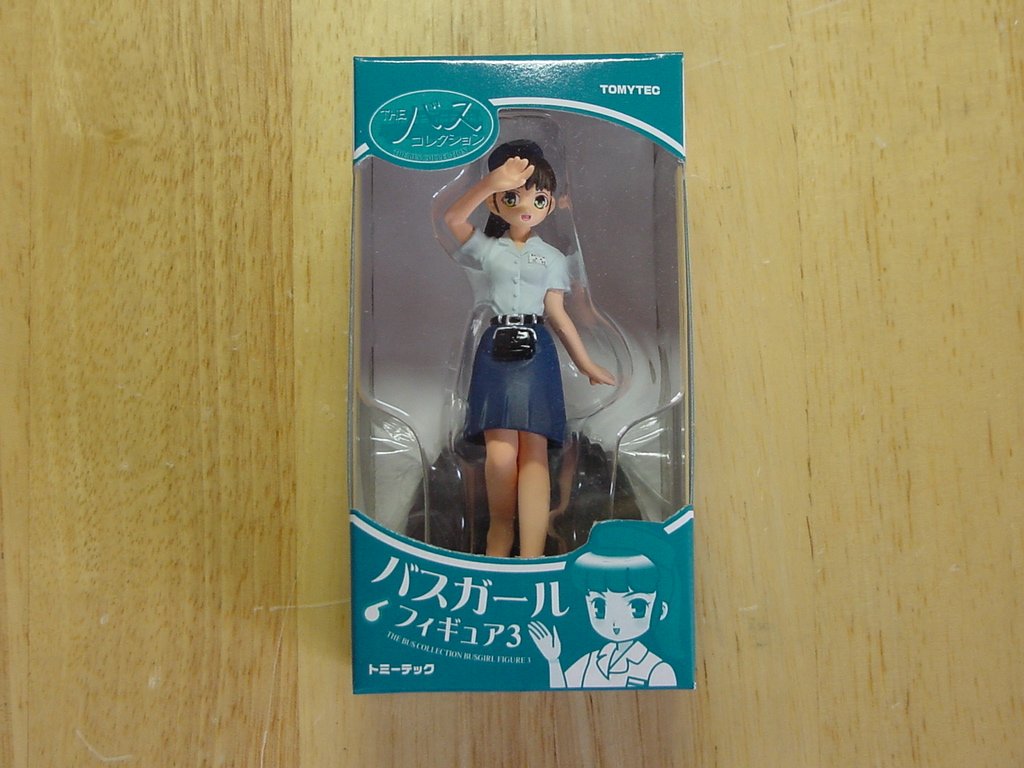 TOMYTEC
THE バス
コレクション
バスガール
フィギュア3
THE BUS COLLECTION BUSGIRL FIGURE 3
トミーテック